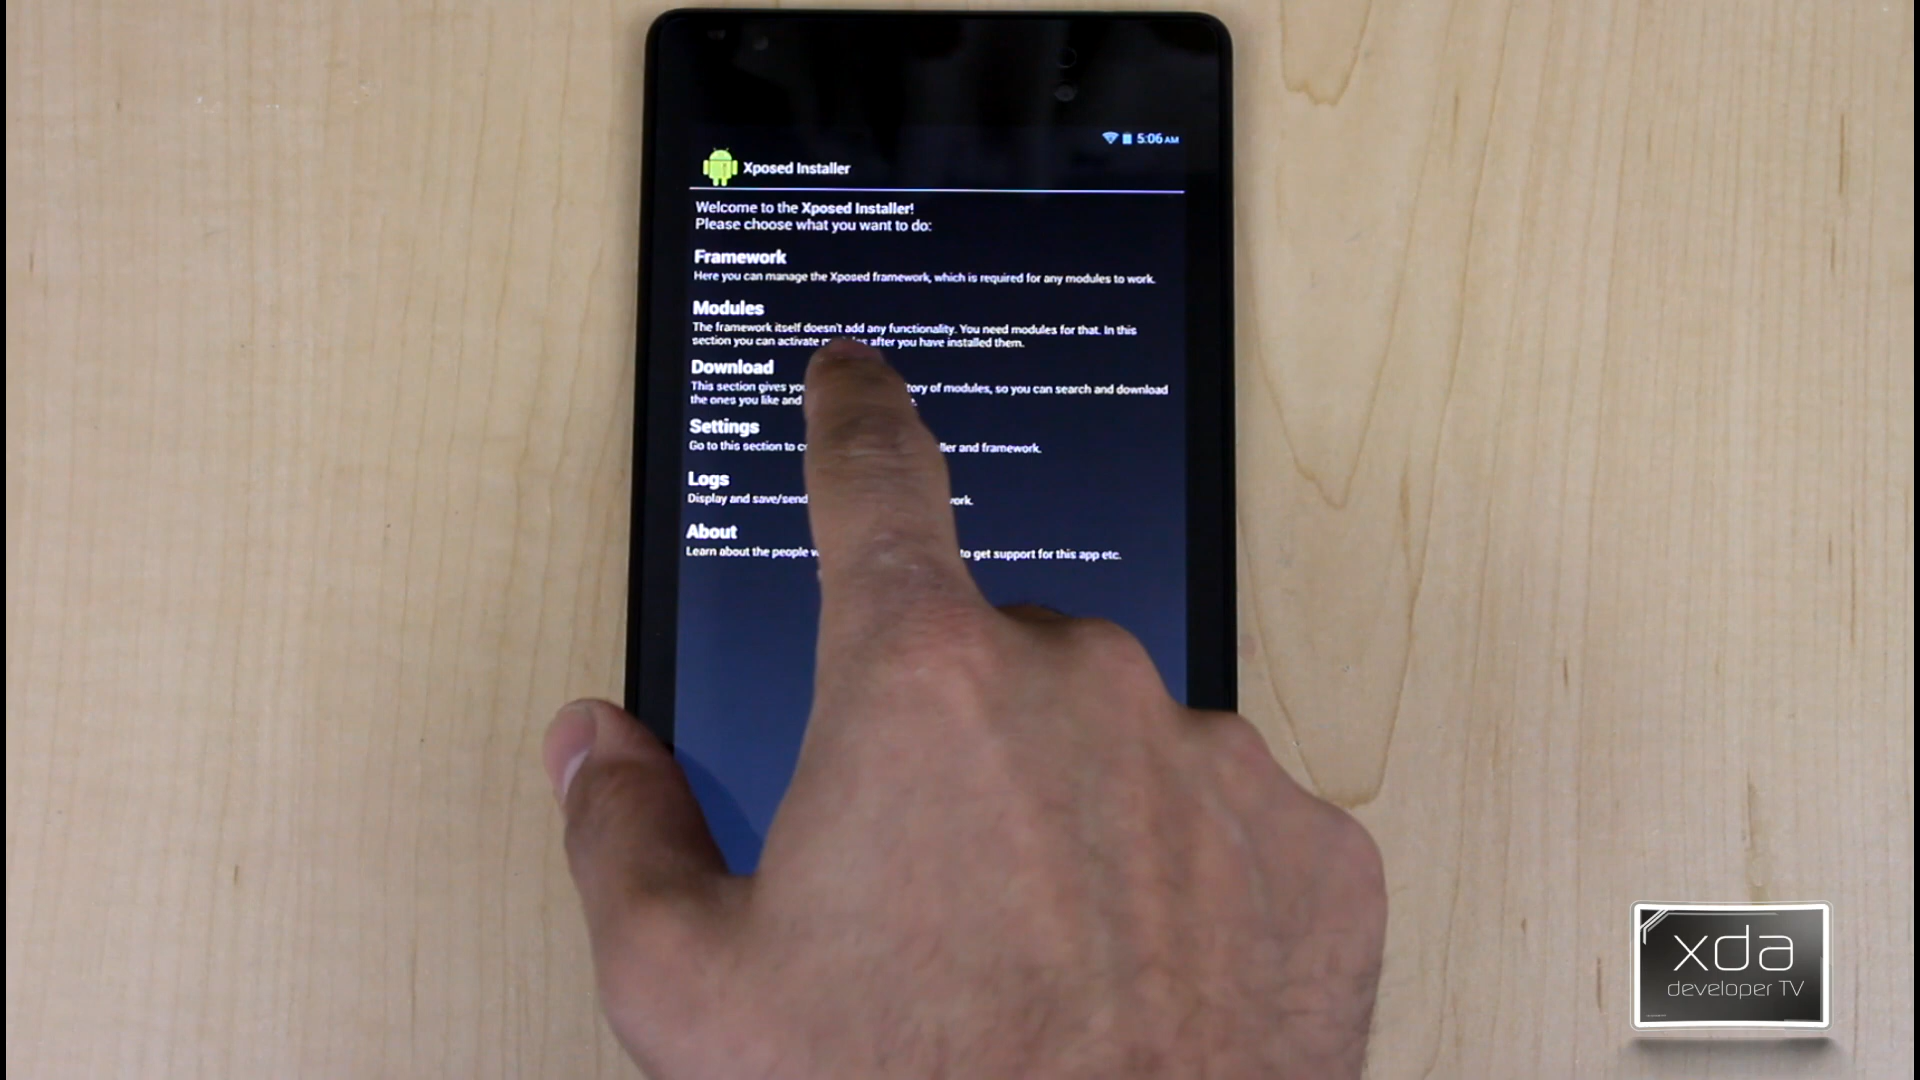 5:06 AM
Xposed Installer
Welcome to the Xposed Installer!
Please choose what you want to do:
Framework
Here you can manage the Xposed framework, which is required for any modules to work.
Modules
The framework itself doesn't add any functionality. You need modules for that. In this
section you can activate after you have installed them.
Download
This section gives you of modules, so you can search and download
the ones you like and
Settings
Go to this section to and framework.
Logs
Display and save/send
About
Learn about the people to get support for this app etc.
xda
developer TV